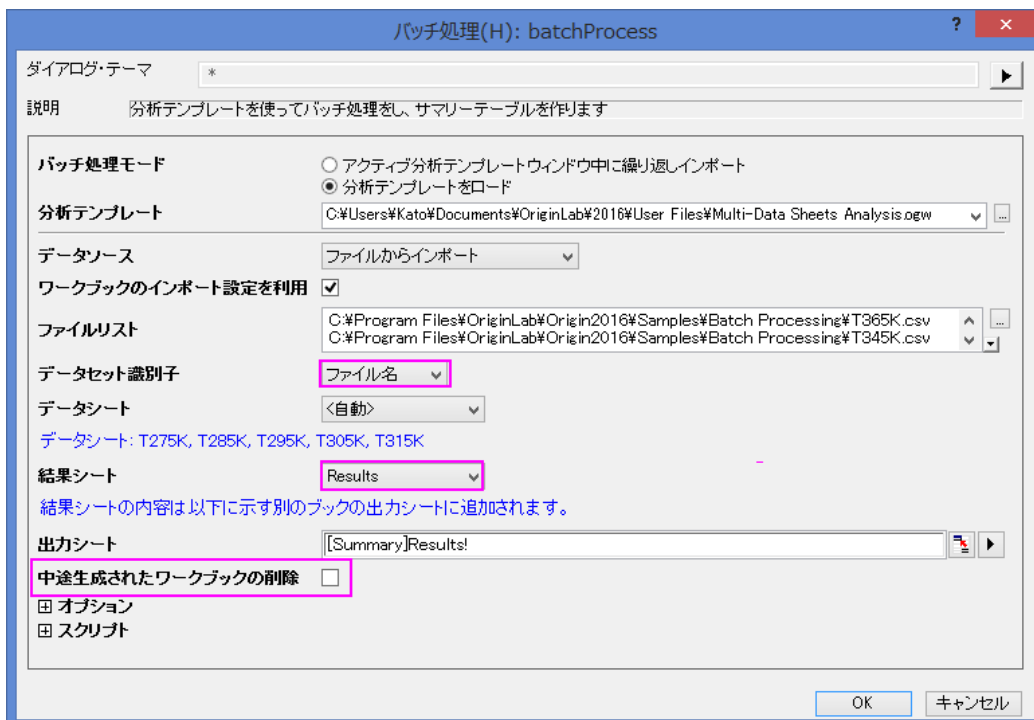 バッチ処理(H): batchProcess
?
×
ダイアログ・テーマ
*
説明
分析テンプレートを使ってバッチ処理をし、サマリーテーブルを作ります
バッチ処理モード
アクティブ分析テンプレートウィンドウ中に繰り返しインポート
分析テンプレートをロード
分析テンプレート
C:¥Users¥Kato¥Documents¥OriginLab¥2016¥User Files¥Multi-Data Sheets Analysis.ogw
...
データソース
ファイルからインポート
ワークブックのインポート設定を利用
ファイルリスト
C:¥Program Files¥OriginLab¥Origin2016¥Samples¥Batch Processing¥T365K.csv
C:¥Program Files¥OriginLab¥Origin2016¥Samples¥Batch Processing¥T345K.csv
...
データセット識別子
ファイル名
データシート
<自動>
データシート: T275K, T285K, T295K, T305K, T315K
結果シート
Results
結果シートの内容は以下に示す別のブックの出力シートに追加されます。
出力シート
[Summary]Results!
中途生成されたワークブックの削除
オプション
スクリプト
OK
キャンセル